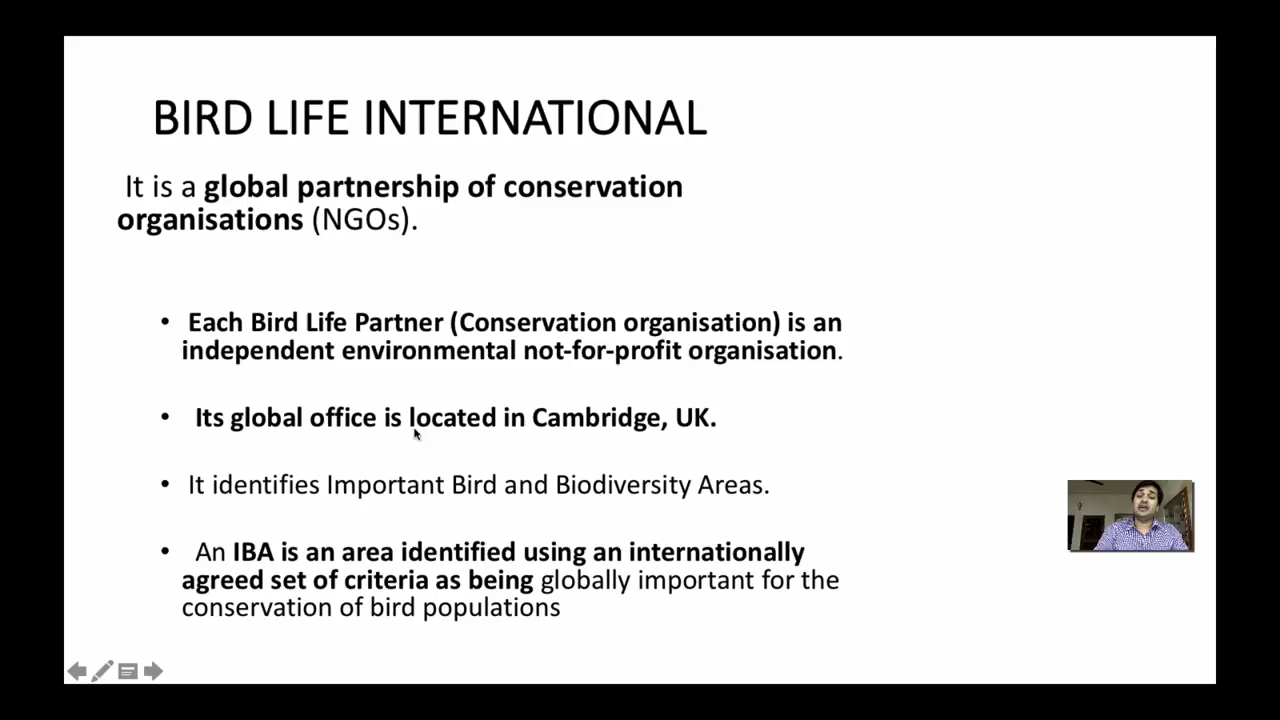 BIRD LIFE INTERNATIONAL
It is a global partnership of conservation
organisations (NGOs).
• Each Bird Life Partner (Conservation organisation) is an
independent environmental not-for-profit organisation.
• Its global office is located in Cambridge, UK.
• It identifies Important Bird and Biodiversity Areas.
• An IBA is an area identified using an internationally
agreed set of criteria as being globally important for the
conservation of bird populations